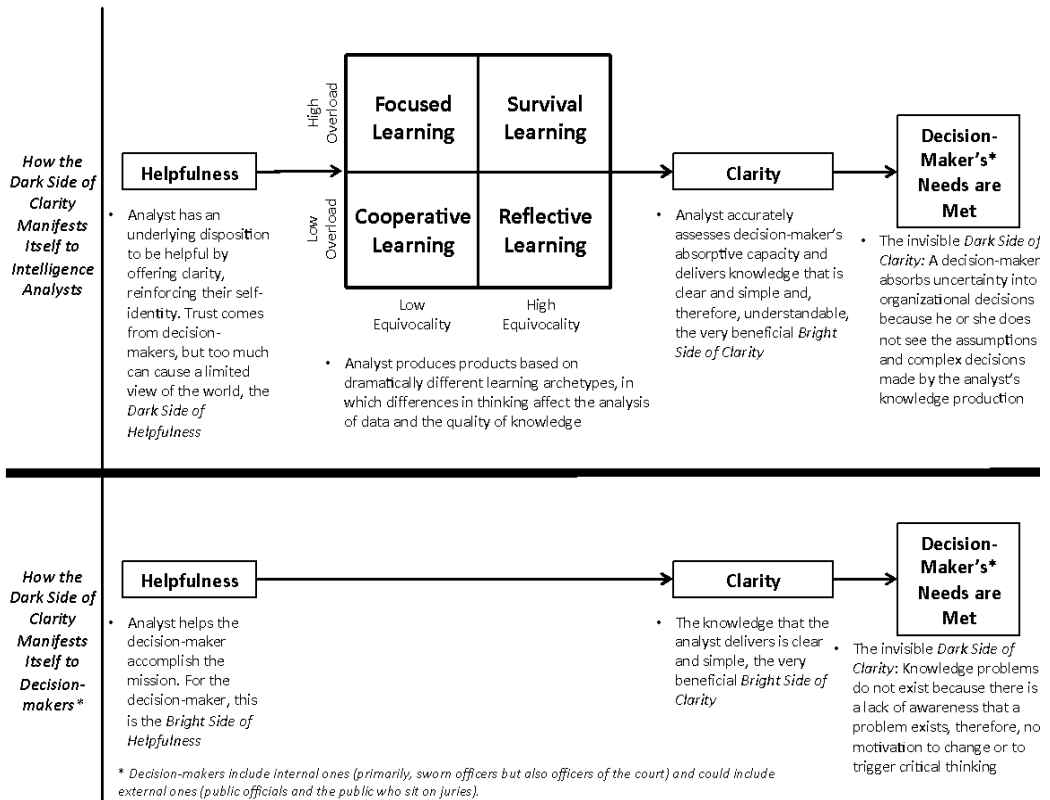 How the
Dark Side of
Clarity
Manifests
Itself to
Intelligence
Analysts
Helpfulness
• Analyst has an
underlying disposition
to be helpful by
offering clarity,
reinforcing their self-
identity. Trust comes
from decision-
makers, but too much
can cause a limited
view of the world, the
Dark Side of
Helpfulness
High
Overload
Low
Overload
Focused
Learning
Survival
Learning
Cooperative
Learning
Reflective
Learning
Low
Equivocality
High
Equivocality
• Analyst produces products based on
dramatically different learning archetypes, in
which differences in thinking affect the analysis
of data and the quality of knowledge
Clarity
• Analyst accurately
assesses decision-maker's
absorptive capacity and
delivers knowledge that is
clear and simple and,
therefore, understandable,
the very beneficial Bright
Side of Clarity
Decision-
Maker's*
Needs are
Met
• The invisible Dark Side of
Clarity: A decision-maker
absorbs uncertainty into
organizational decisions
because he or she does
not see the assumptions
and complex decisions
made by the analyst's
knowledge production
How the
Dark Side of
Clarity
Manifests
Itself to
Decision-
makers*
Helpfulness
• Analyst helps the
decision-maker
accomplish the
mission. For the
decision-maker, this
is the Bright Side of
Helpfulness
Clarity
• The knowledge that the
analyst delivers is clear
and simple, the very
beneficial Bright Side of
Clarity
Decision-
Maker's*
Needs are
Met
• The invisible Dark Side of
Clarity: Knowledge problems
do not exist because there is
a lack of awareness that a
problem exists, therefore, no
motivation to change or to
trigger critical thinking
* Decision-makers include internal ones (primarily, sworn officers but also officers of the court) and could include
external ones (public officials and the public who sit on juries).